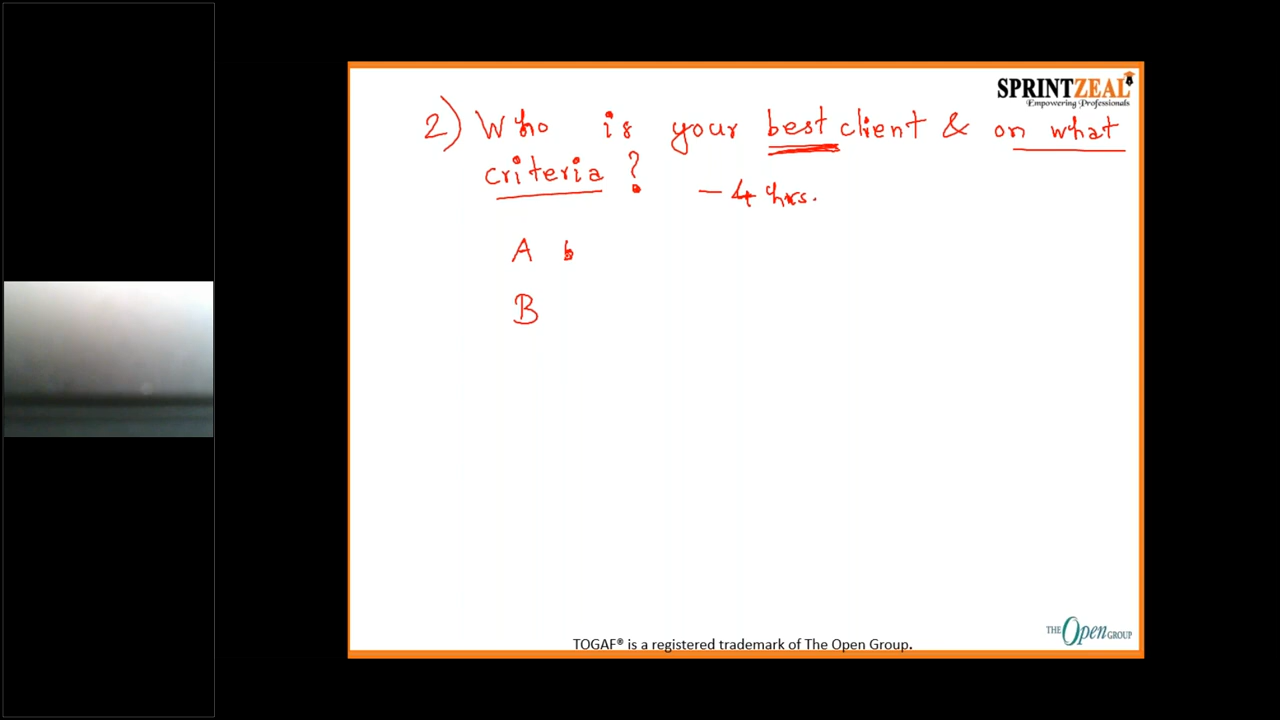 SPRINTZEAL
Empowering Professionals
2) Who is your best client & on what
criteria ?
- 4 hrs.
A b
B
THE Open GROUP
TOGAF® is a registered trademark of The Open Group.